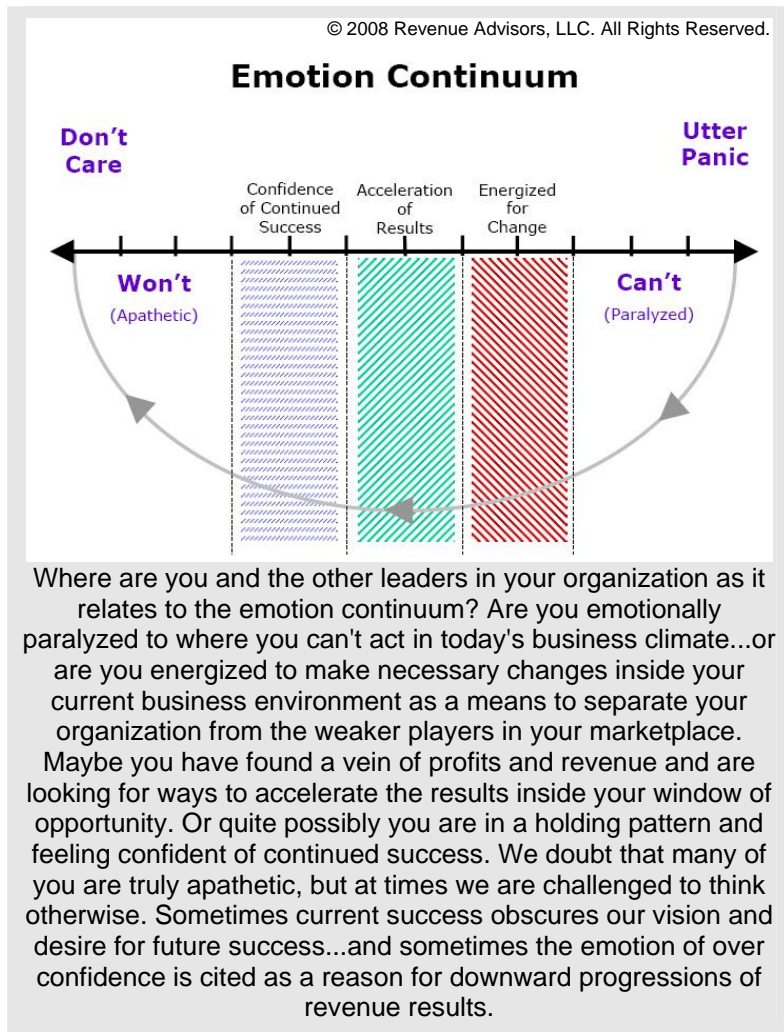 © 2008 Revenue Advisors, LLC. All Rights Reserved.
Emotion Continuum
Don't
Care
Utter
Panic
Confidence
of Continued
Success
Acceleration
of
Results
Energized
for
Change
Won't
(Apathetic)
Can't
(Paralyzed)
Where are you and the other leaders in your organization as it
relates to the emotion continuum? Are you emotionally
paralyzed to where you can't act in today's business climate...or
are you energized to make necessary changes inside your
current business environment as a means to separate your
organization from the weaker players in your marketplace.
Maybe you have found a vein of profits and revenue and are
looking for ways to accelerate the results inside your window of
opportunity. Or quite possibly you are in a holding pattern and
feeling confident of continued success. We doubt that many of
you are truly apathetic, but at times we are challenged to think
otherwise. Sometimes current success obscures our vision and
desire for future success...and sometimes the emotion of over
confidence is cited as a reason for downward progressions of
revenue results.